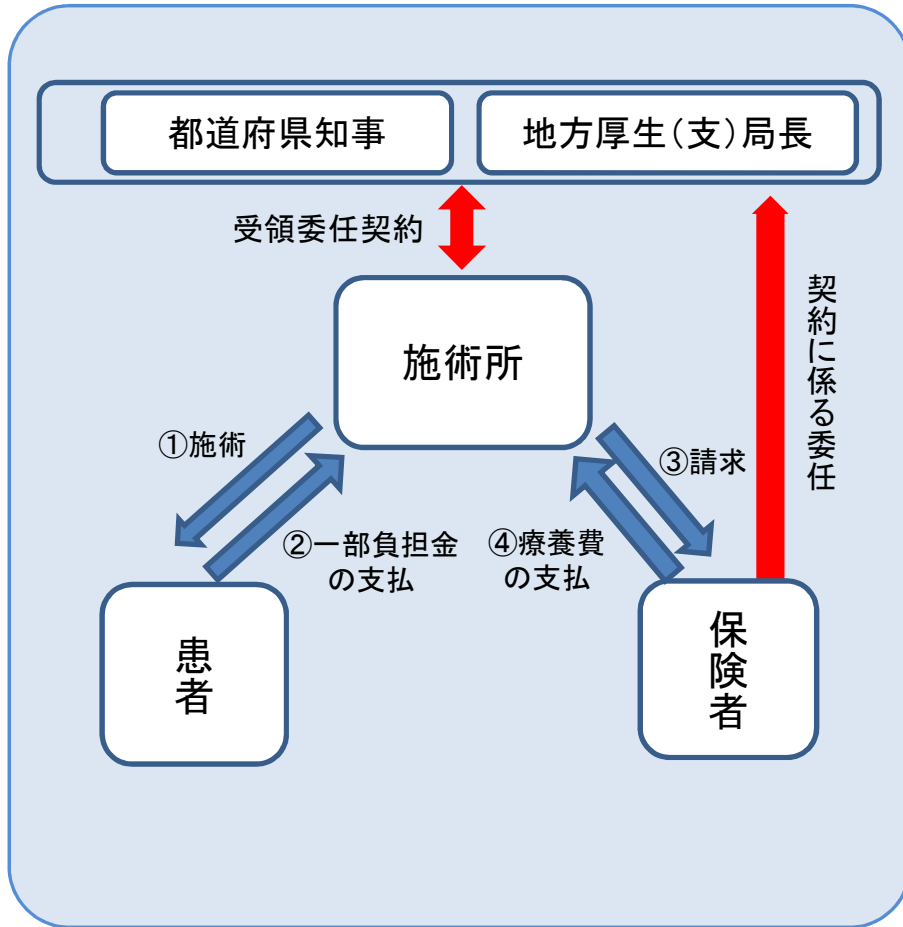 都道府県知事
地方厚生（支）局長
受領委任契約
契約に係る委任
施術所
①施術
②一部負担金
の支払
③請求
④療養費
の支払
患者
保険者